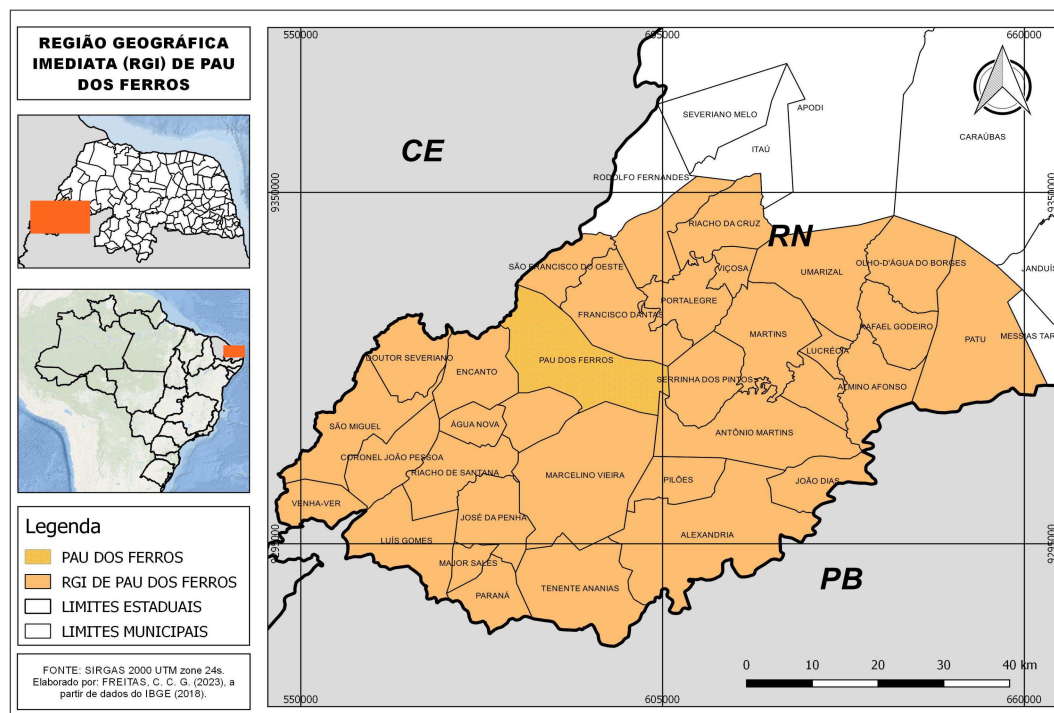 REGIÃO GEOGRÁFICA
IMEDIATA (RGI) DE PAU
DOS FERROS
Legenda
PAU DOS FERROS
RGI DE PAU DOS FERROS
LIMITES ESTADUAIS
LIMITES MUNICIPAIS
FONTE: SIRGAS 2000 UTM zone 24s.
Elaborado por: FREITAS, C. C. G. (2023), a
partir de dados do IBGE (2018).
550000
605000
660000
SEVERIANO MELO
APODI
CARAÚBAS
CE
ITAÚ
RODOLFO FERNANDES
9350000
9350000
RIACHO DA CRUZ
RN
SÃO FRANCISCO DO OESTE
VIÇOSA
UMARIZAL
OLHO-D'ÁGUA DO BORGES
JANDUÍS
PORTALEGRE
FRANCISCO DANTAS
RAFAEL GODEIRO
MARTINS
PATU
MESSIAS TAR
DOUTOR SEVERIANO
PAU DOS FERROS
LUCRÉCIA
ENCANTO
SERRINHA DOS PINTOS
ALMINO AFONSO
SÃO MIGUEL
ÁGUA NOVA
ANTÔNIO MARTINS
CORONEL JOÃO PESSOA
RIACHO DE SANTANA
MARCELINO VIEIRA
PILÕES
JOÃO DIAS
VENHA-VER
JOSÉ DA PENHA
ALEXANDRIA
LUÍS GOMES
9295000
9295000
MAJOR SALES
PARANÁ
TENENTE ANANIAS
PB
0 10 20 30 40 km
550000
605000
660000